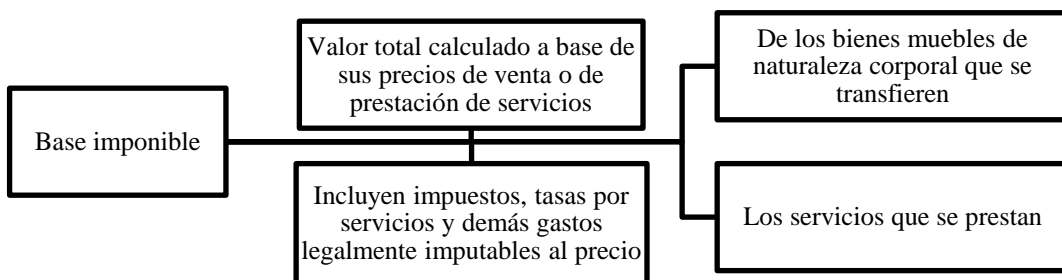 Base imponible
Valor total calculado a base de
sus precios de venta o de
prestación de servicios
Incluyen impuestos, tasas por
servicios y demás gastos
legalmente imputables al precio
De los bienes muebles de
naturaleza corporal que se
transfieren
Los servicios que se prestan